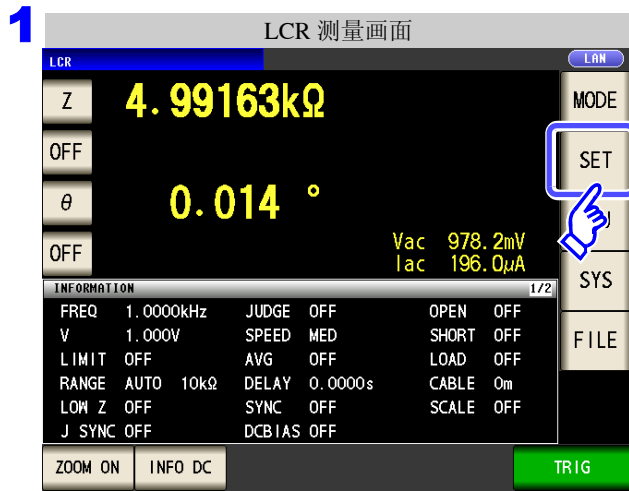 1
LCR 测量画面
LCR
LAN
Z 4.99163kΩ
MODE
OFF
SET
θ 0.014 °
OFF
Vac 978.2mV
Iac 196.0μA
SYS
INFORMATION 1/2
FREQ 1.0000kHz JUDGE OFF OPEN OFF
V 1.000V SPEED MED SHORT OFF
FILE
LIMIT OFF AVG OFF LOAD OFF
RANGE AUTO 10kΩ DELAY 0.0000s CABLE 0m
LOW Z OFF SYNC OFF SCALE OFF
J SYNC OFF DCBIAS OFF
ZOOM ON INFO DC TRIG